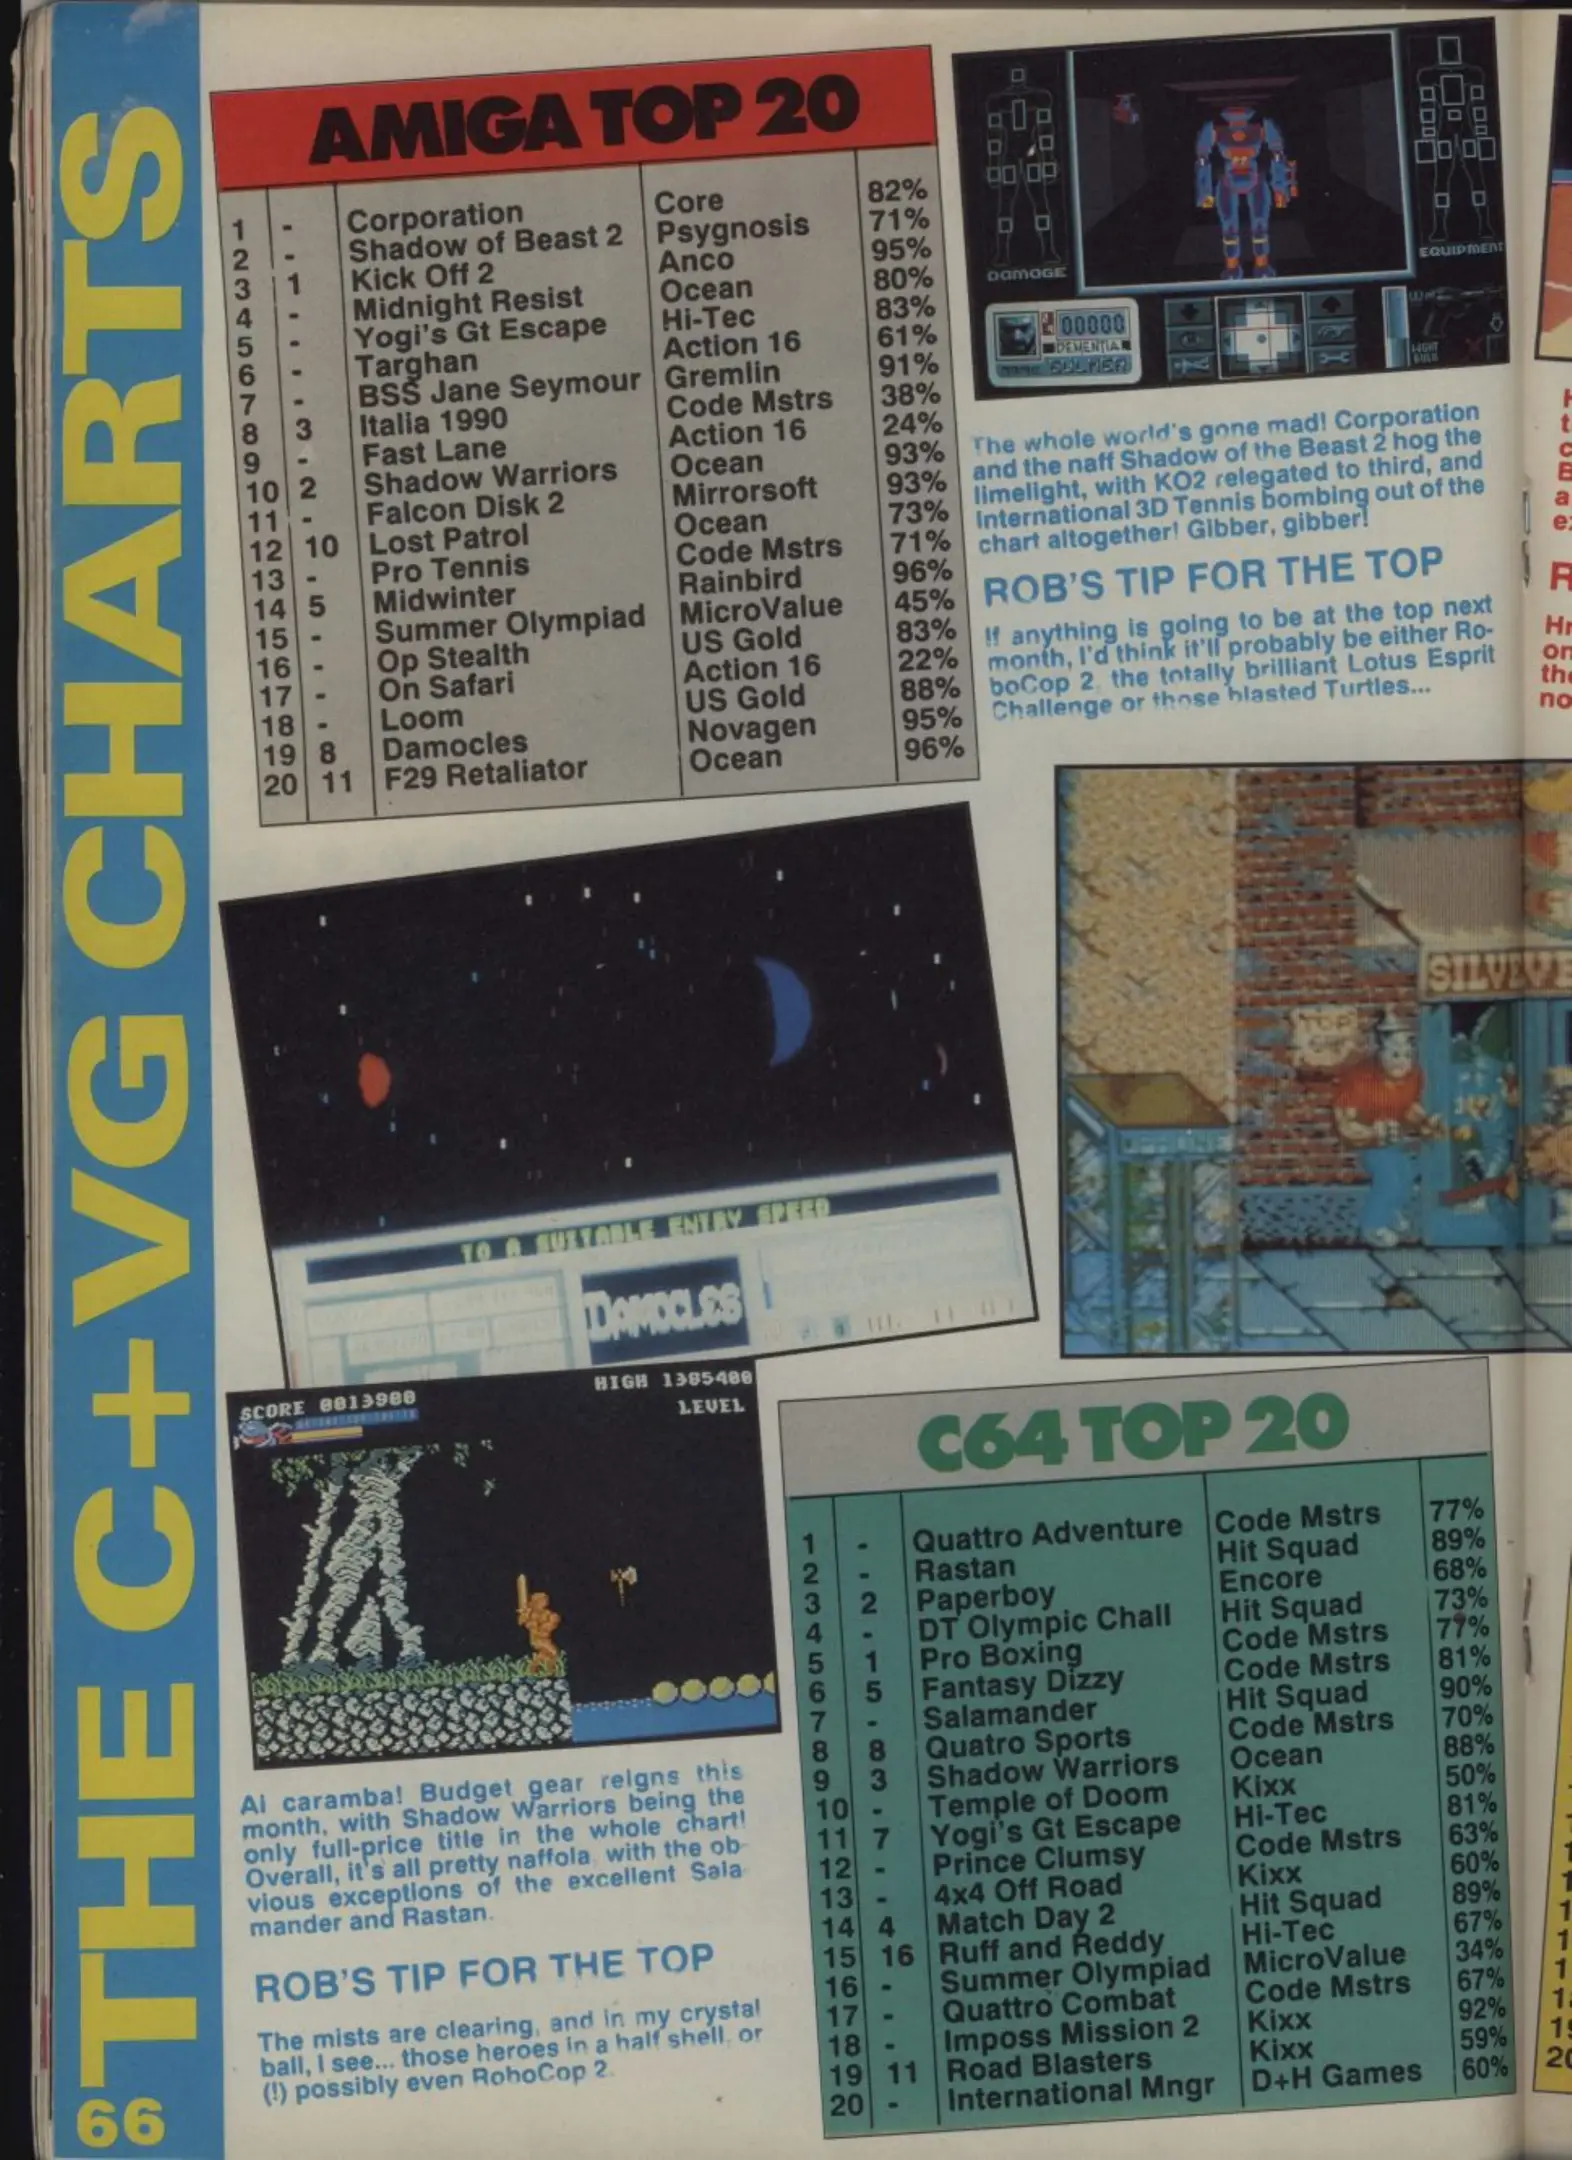 THE C+VG CHARTS
66
AMIGA TOP 20
1 - Corporation Core 82%
2 - Shadow of Beast 2 Psygnosis 71%
3 1 Kick Off 2 Anco 95%
4 - Midnight Resist Ocean 80%
5 - Yogi's Gt Escape Hi-Tec 83%
6 - Targhan Action 16 61%
7 - BSS Jane Seymour Gremlin 91%
8 3 Italia 1990 Code Mstrs 38%
9 - Fast Lane Action 16 24%
10 2 Shadow Warriors Ocean 93%
11 - Falcon Disk 2 Mirrorsoft 93%
12 10 Lost Patrol Ocean 73%
13 - Pro Tennis Code Mstrs 71%
14 5 Midwinter Rainbird 96%
15 - Summer Olympiad MicroValue 45%
16 - Op Stealth US Gold 83%
17 - On Safari Action 16 22%
18 - Loom US Gold 88%
19 8 Damocles Novagen 95%
20 11 F29 Retaliator Ocean 96%
DAMAGE
EQUIPMENT
00000
DEMENTIA
The whole world's gone mad! Corporation
and the naff Shadow of the Beast 2 hog the
limelight, with KO2 relegated to third, and
International 3D Tennis bombing out of the
chart altogether! Gibber, gibber!
ROB'S TIP FOR THE TOP
If anything is going to be at the top next
month, I'd think it'll probably be either Ro-
boCop 2, the totally brilliant Lotus Esprit
Challenge or those blasted Turtles...
TO A SUITABLE ENTRY SPEED
DAMOCLES
TOP
SCORE 0013900
HIGH 1385400
LEVEL
Ai caramba! Budget gear reigns this
month, with Shadow Warriors being the
only full-price title in the whole chart!
Overall, it's all pretty naffola, with the ob-
vious exceptions of the excellent Sala
mander and Rastan.
ROB'S TIP FOR THE TOP
The mists are clearing, and in my crystal
ball, I see... those heroes in a half shell, or
(!) possibly even RoboCop 2.
C64 TOP 20
1 - Quattro Adventure Code Mstrs 77%
2 - Rastan Hit Squad 89%
3 2 Paperboy Encore 68%
4 - DT Olympic Chall Hit Squad 73%
5 1 Pro Boxing Code Mstrs 77%
6 5 Fantasy Dizzy Code Mstrs 81%
7 - Salamander Hit Squad 90%
8 8 Quatro Sports Code Mstrs 70%
9 3 Shadow Warriors Ocean 88%
10 - Temple of Doom Kixx 50%
11 7 Yogi's Gt Escape Hi-Tec 81%
12 - Prince Clumsy Code Mstrs 63%
13 - 4x4 Off Road Kixx 60%
14 4 Match Day 2 Hit Squad 89%
15 16 Ruff and Reddy Hi-Tec 67%
16 - Summer Olympiad MicroValue 34%
17 - Quattro Combat Code Mstrs 67%
18 - Imposs Mission 2 Kixx 92%
19 11 Road Blasters Kixx 59%
20 - International Mngr D+H Games 60%